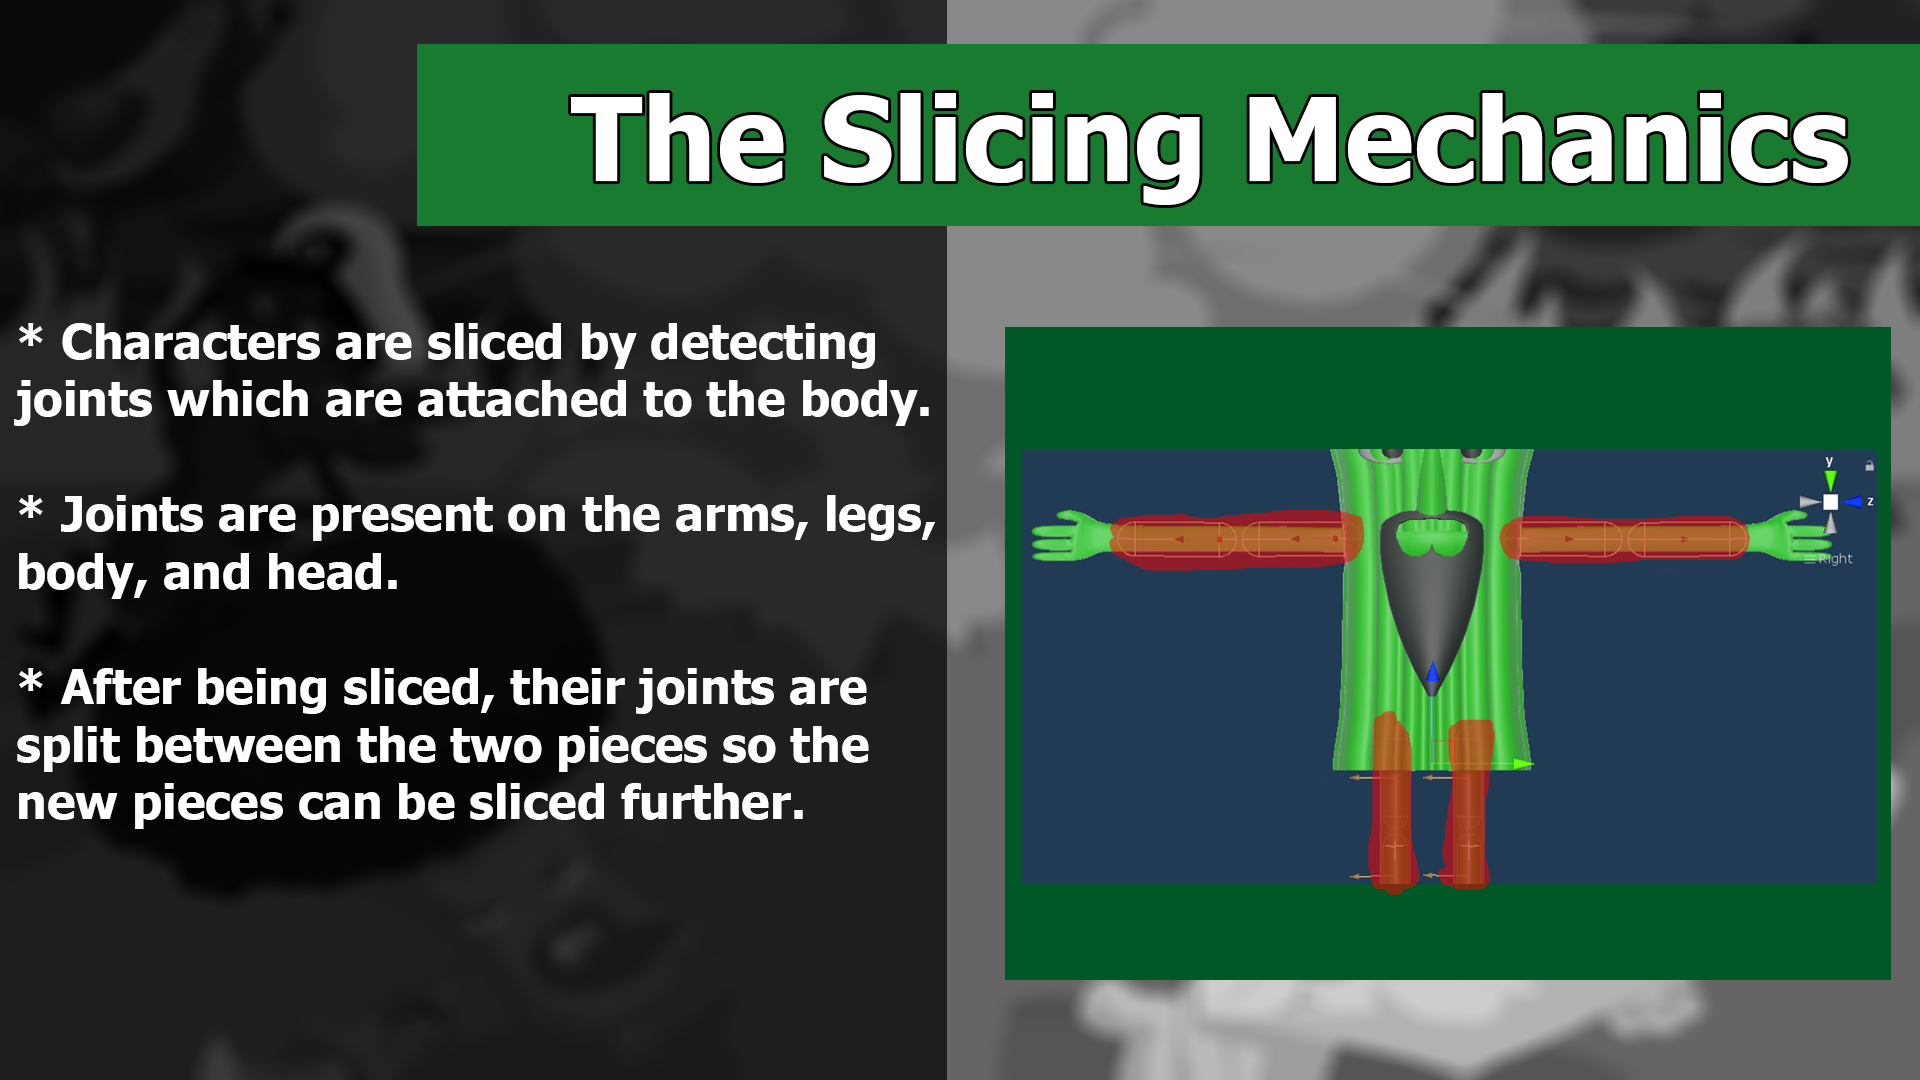 The Slicing Mechanics
* Characters are sliced by detecting
joints which are attached to the body.
* Joints are present on the arms, legs,
body, and head.
* After being sliced, their joints are
split between the two pieces so the
new pieces can be sliced further.
y
z
Right